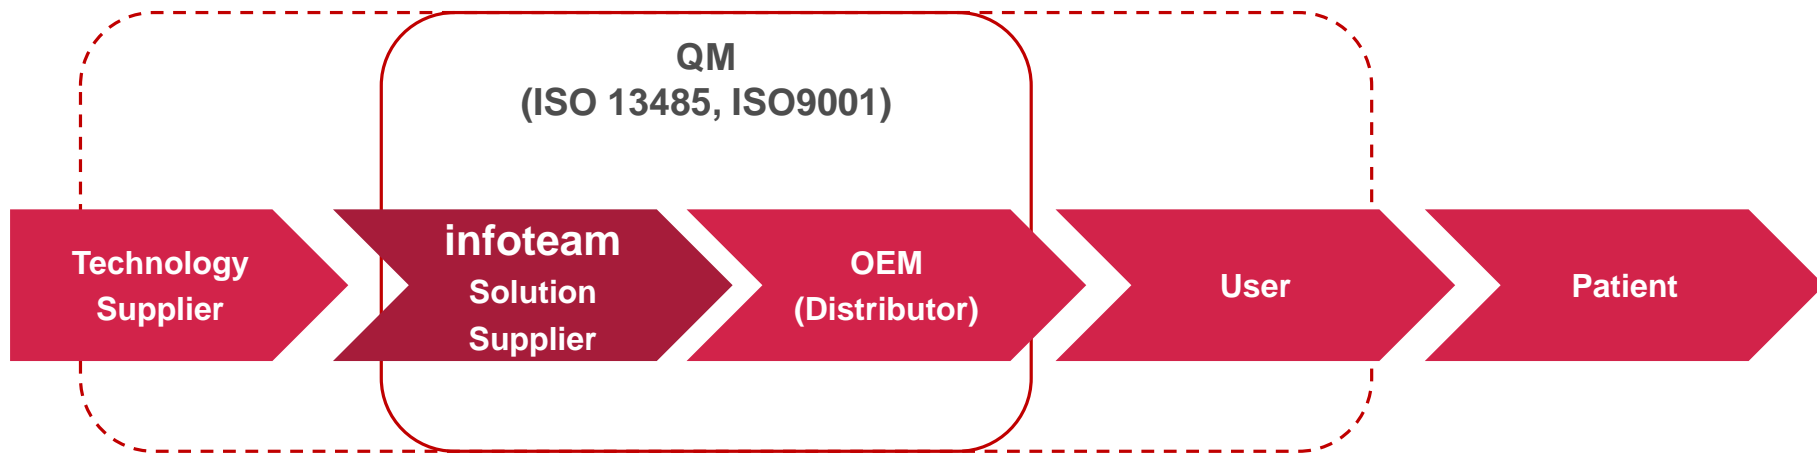 QM
(ISO 13485, ISO9001)
Technology
Supplier
infoteam
Solution
Supplier
OEM
(Distributor)
User
Patient